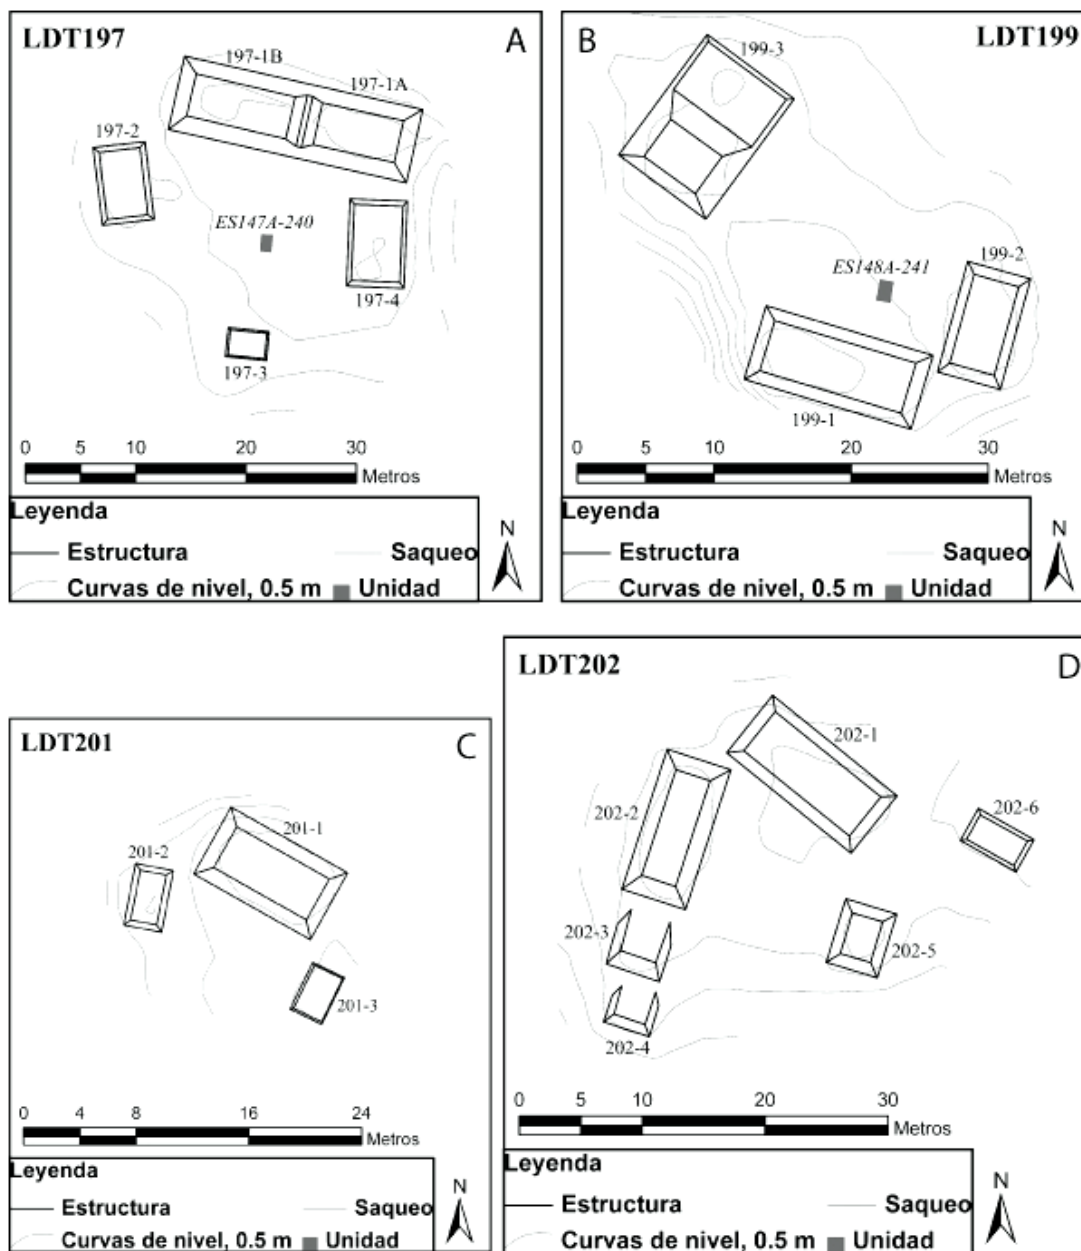 LDT197
A
197-1B
197-1A
197-2
ES147A-240
197-4
197-3
0 5 10 20 30
Metros
Leyenda
Estructura
Saqueo
Curvas de nivel, 0.5 m
Unidad
N
B
LDT199
199-3
ES148A-241
199-2
199-1
0 5 10 20 30
Metros
Leyenda
Estructura
Saqueo
Curvas de nivel, 0.5 m
Unidad
N
LDT201
C
201-1
201-2
201-3
0 4 8 16 24
Metros
Leyenda
Estructura
Saqueo
Curvas de nivel, 0.5 m
Unidad
N
LDT202
D
202-1
202-2
202-6
202-3
202-5
202-4
0 5 10 20 30
Metros
Leyenda
Estructura
Saqueo
Curvas de nivel, 0.5 m
Unidad
N